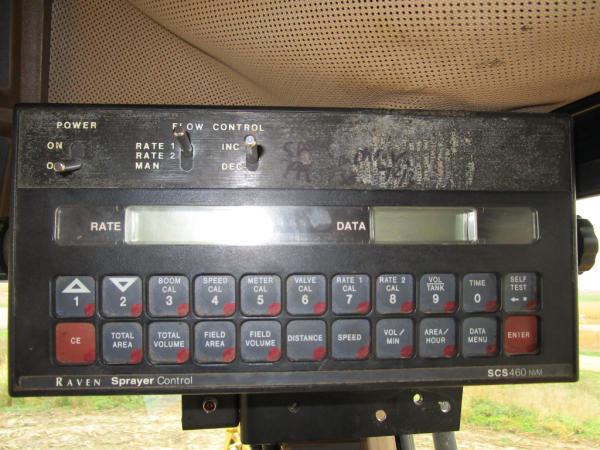 POWER
FLOW CONTROL
ON
RATE 1
INC
RATE 2
MAN
DEC
RATE
DATA
1
2
BOOM CAL 3
SPEED CAL 4
METER CAL 5
VALVE CAL 6
RATE 1 CAL 7
RATE 2 CAL 8
VOL TANK 9
TIME 0
SELF TEST
CE
TOTAL AREA
TOTAL VOLUME
FIELD AREA
FIELD VOLUME
DISTANCE
SPEED
VOL/ MIN
AREA/ HOUR
DATA MENU
ENTER
RAVEN Sprayer Control
SCS460 NVM